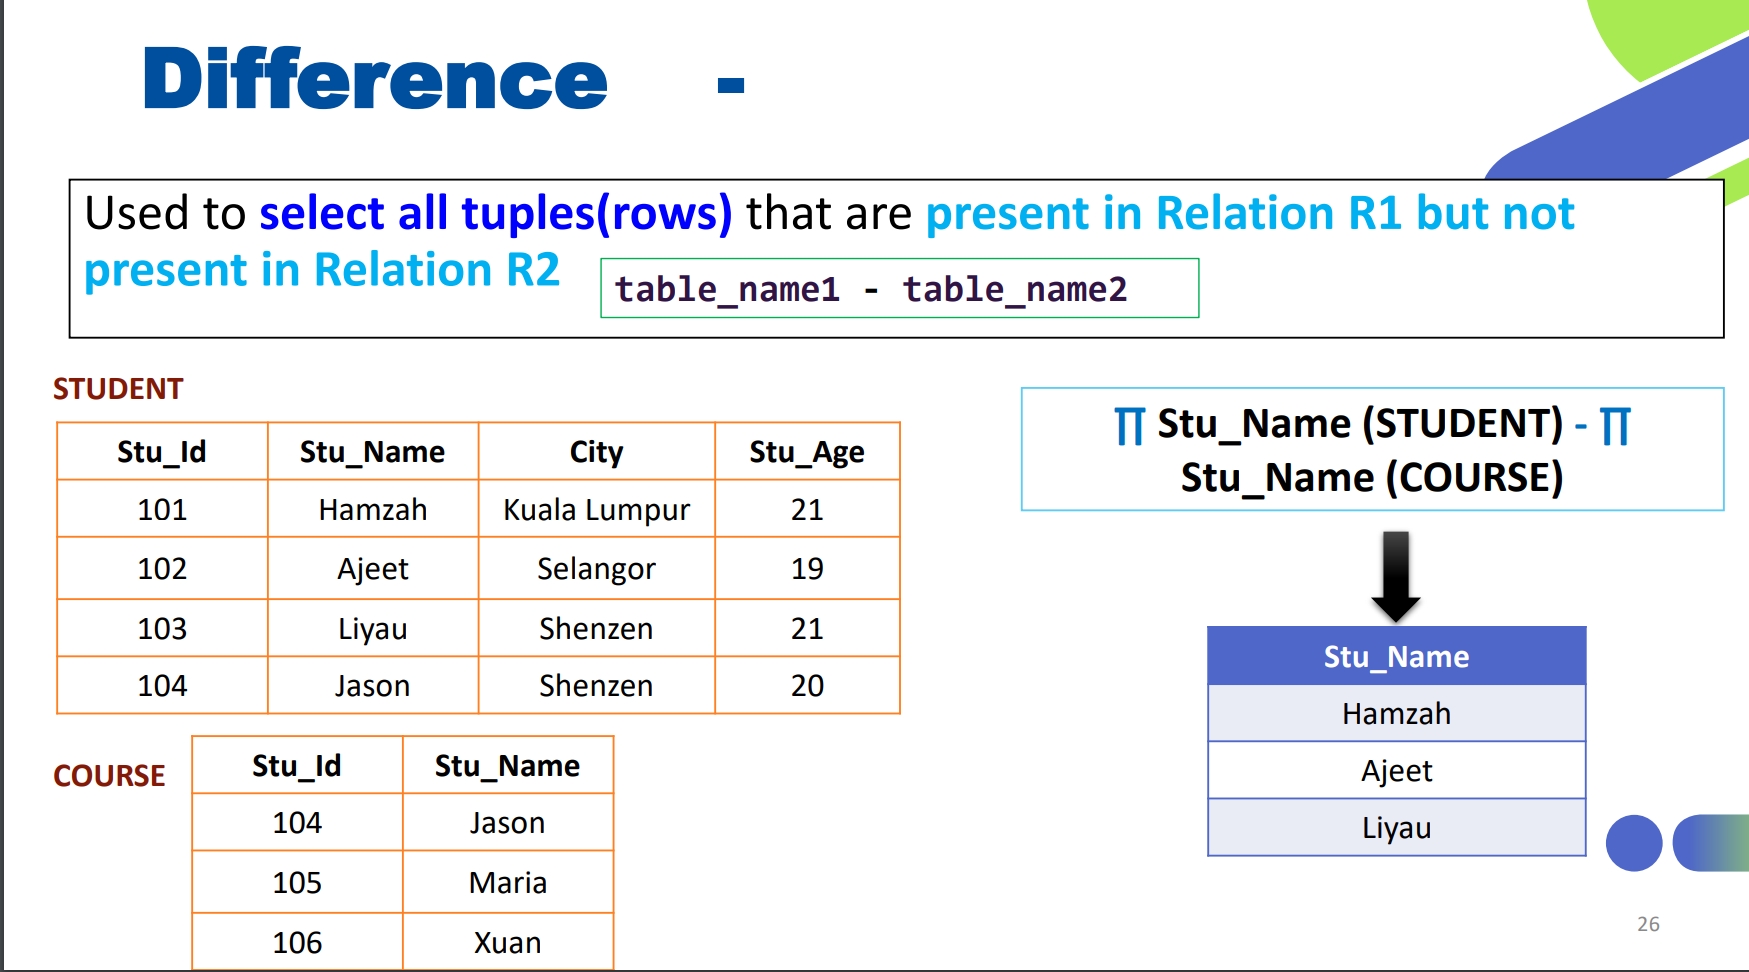 Difference -
Used to select all tuples(rows) that are present in Relation R1 but not
present in Relation R2
table_name1 - table_name2
STUDENT
Stu_Id Stu_Name City Stu_Age
101 Hamzah Kuala Lumpur 21
102 Ajeet Selangor 19
103 Liyau Shenzen 21
104 Jason Shenzen 20
COURSE
Stu_Id Stu_Name
104 Jason
105 Maria
106 Xuan
∏ Stu_Name (STUDENT) - ∏
Stu_Name (COURSE)
Stu_Name
Hamzah
Ajeet
Liyau
26